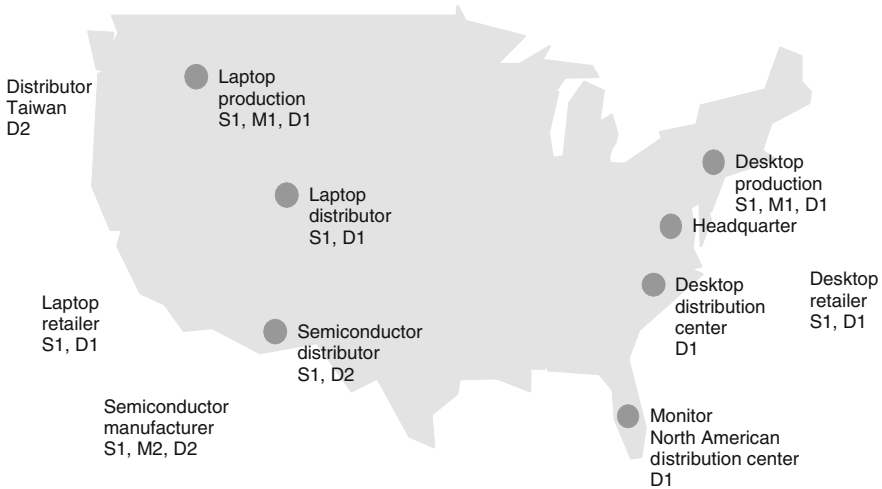 Distributor
Taiwan
D2
Laptop
production
S1, M1, D1
Desktop
production
S1, M1, D1
Laptop
distributor
S1, D1
Headquarter
Laptop
retailer
S1, D1
Semiconductor
distributor
S1, D2
Desktop
distribution
center
D1
Desktop
retailer
S1, D1
Semiconductor
manufacturer
S1, M2, D2
Monitor
North American
distribution center
D1